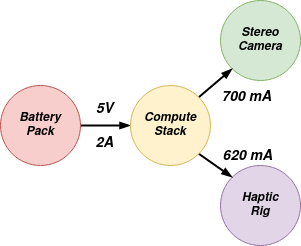 Stereo
Camera
700 mA
5V
2A
Battery
Pack
Compute
Stack
620 mA
Haptic
Rig